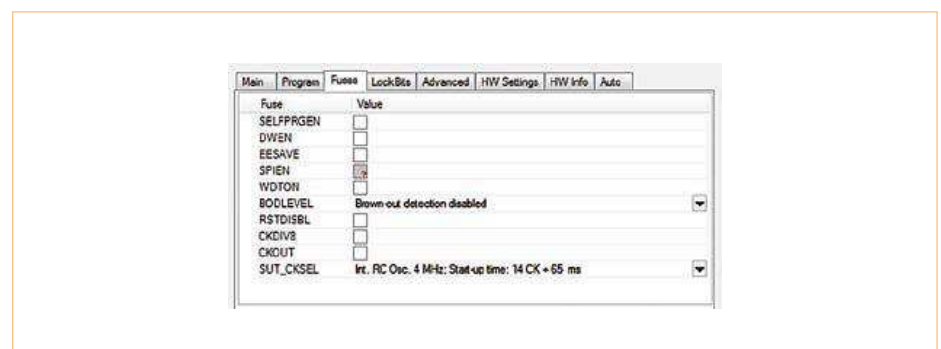 Main Program Fuses LockBits Advanced HW Settings HW Info Auto
Fuse Value
SELFPRGEN
DWEN
EESAVE
SPIEN
WDTON
BODLEVEL Brown-out detection disabled
RSTDISBL
CKDIV8
CKOUT
SUT_CKSEL Int. RC Osc. 4 MHz; Start-up time: 14 CK + 65 ms